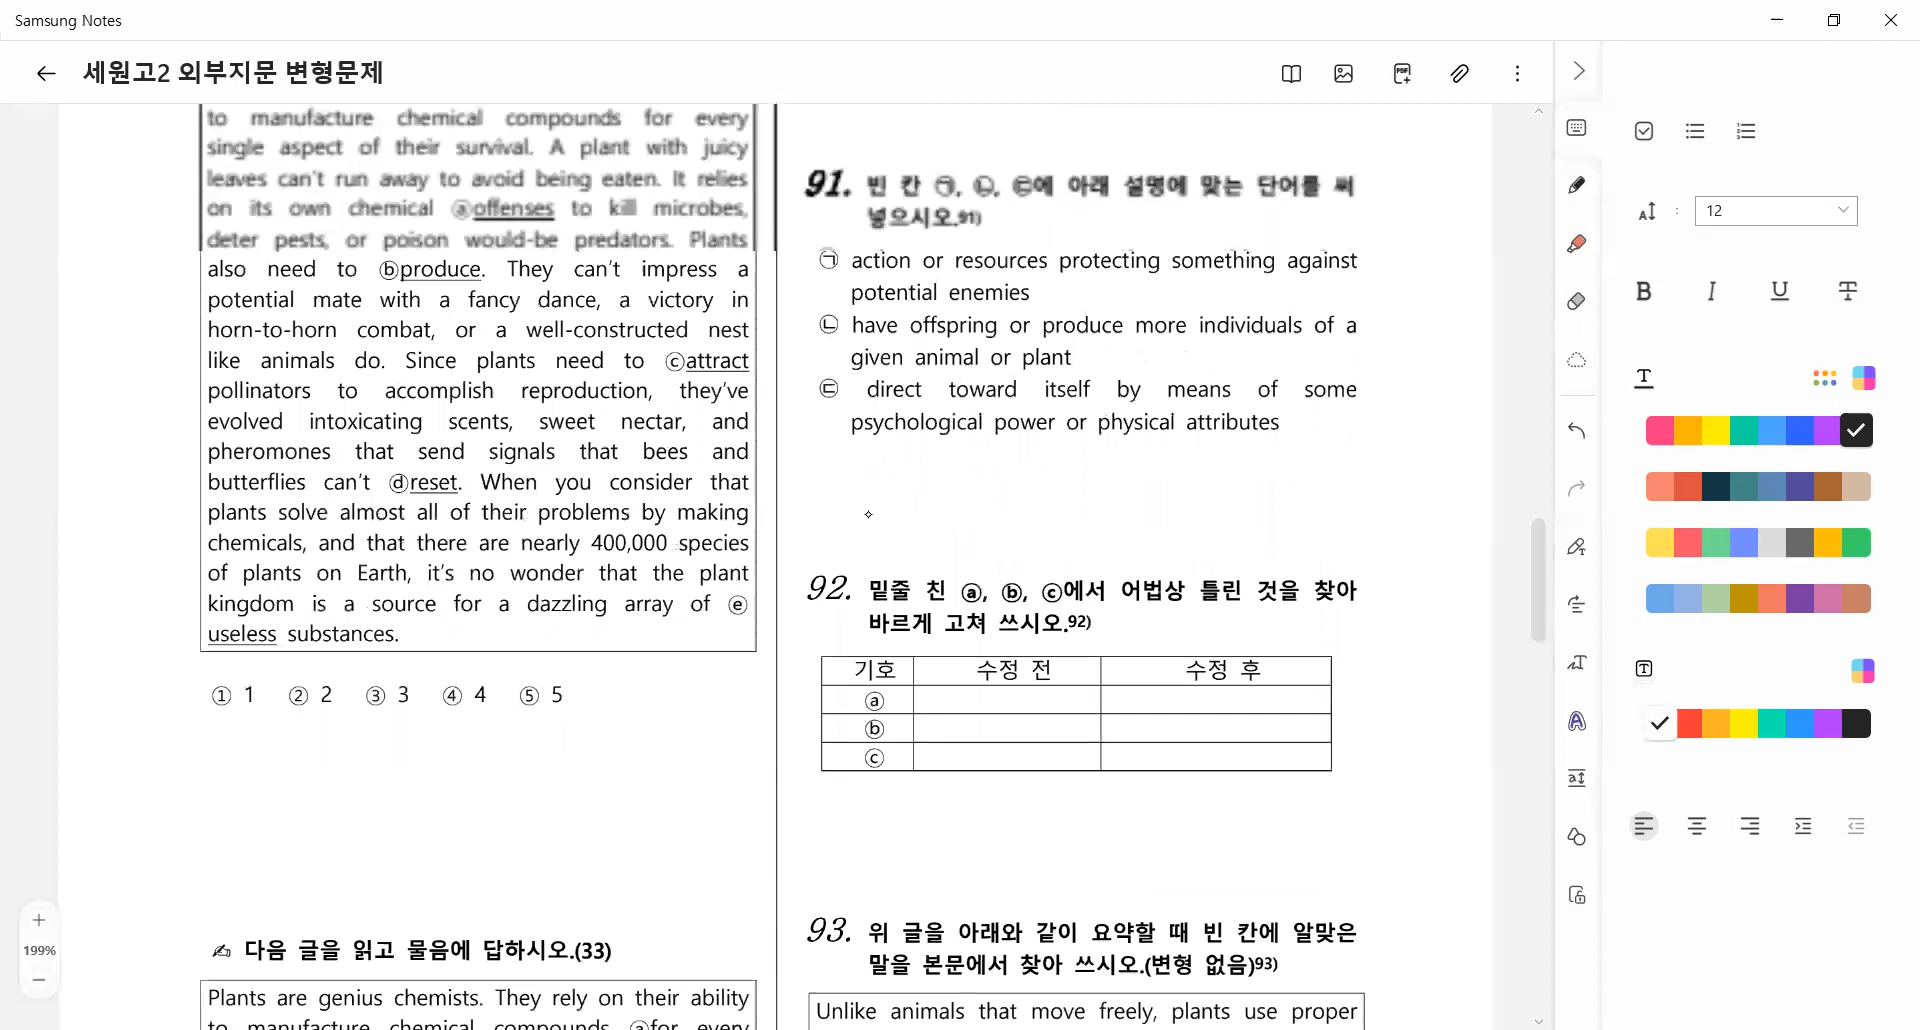 Samsung Notes
세원고2 외부지문 변형문제
to manufacture chemical compounds for every
single aspect of their survival. A plant with juicy
leaves can't run away to avoid being eaten. It relies
on its own chemical ⓐoffenses to kill microbes,
deter pests, or poison would-be predators. Plants
also need to ⓑproduce. They can't impress a
potential mate with a fancy dance, a victory in
horn-to-horn combat, or a well-constructed nest
like animals do. Since plants need to ⓒattract
pollinators to accomplish reproduction, they've
evolved intoxicating scents, sweet nectar, and
pheromones that send signals that bees and
butterflies can't ⓓreset. When you consider that
plants solve almost all of their problems by making
chemicals, and that there are nearly 400,000 species
of plants on Earth, it's no wonder that the plant
kingdom is a source for a dazzling array of ⓔ
useless substances.
① 1 ② 2 ③ 3 ④ 4 ⑤ 5
✍ 다음 글을 읽고 물음에 답하시오.(33)
Plants are genius chemists. They rely on their ability
to manufacture chemical compounds ⓐfor every
91. 빈 칸 ㉠, ㉡, ㉢에 아래 설명에 맞는 단어를 써
넣으시오.91)
㉠ action or resources protecting something against
potential enemies
㉡ have offspring or produce more individuals of a
given animal or plant
㉢ direct toward itself by means of some
psychological power or physical attributes
92. 밑줄 친 ⓐ, ⓑ, ⓒ에서 어법상 틀린 것을 찾아
바르게 고쳐 쓰시오.92)
기호 수정 전 수정 후
ⓐ
ⓑ
ⓒ
93. 위 글을 아래와 같이 요약할 때 빈 칸에 알맞은
말을 본문에서 찾아 쓰시오.(변형 없음)93)
Unlike animals that move freely, plants use proper
199%
PDF
A : 12
B I U T
T
T